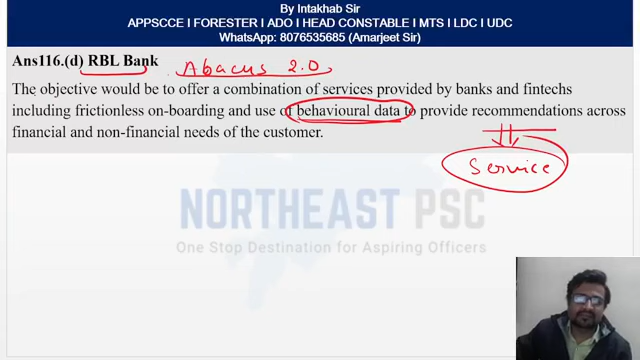 By Intakhab Sir
APPSCCE I FORESTER I ADO I HEAD CONSTABLE I MTS I LDC I UDC
WhatsApp: 8076535685 (Amarjeet Sir)
Ans116.(d) RBL Bank
Abacus 2.0
The objective would be to offer a combination of services provided by banks and fintechs
including frictionless on-boarding and use of behavioural data to provide recommendations across
financial and non-financial needs of the customer.
Service
NORTHEAST PSC
One Stop Destination for Aspiring Officers